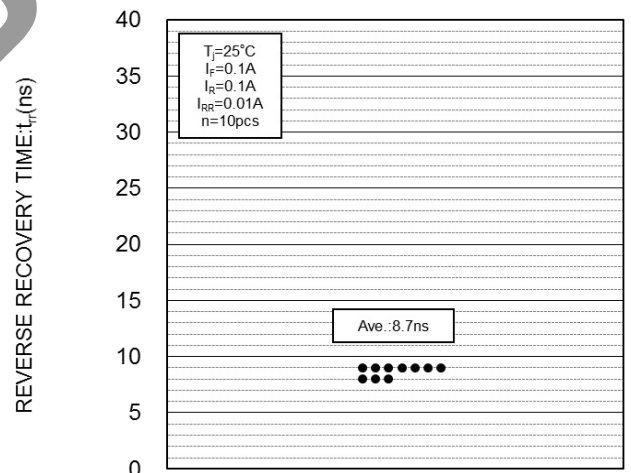 REVERSE RECOVERY TIME:trr(ns)
40
35
30
25
20
15
10
5
0
Tj=25°C
IF=0.1A
IR=0.1A
IRR=0.01A
n=10pcs
Ave.:8.7ns